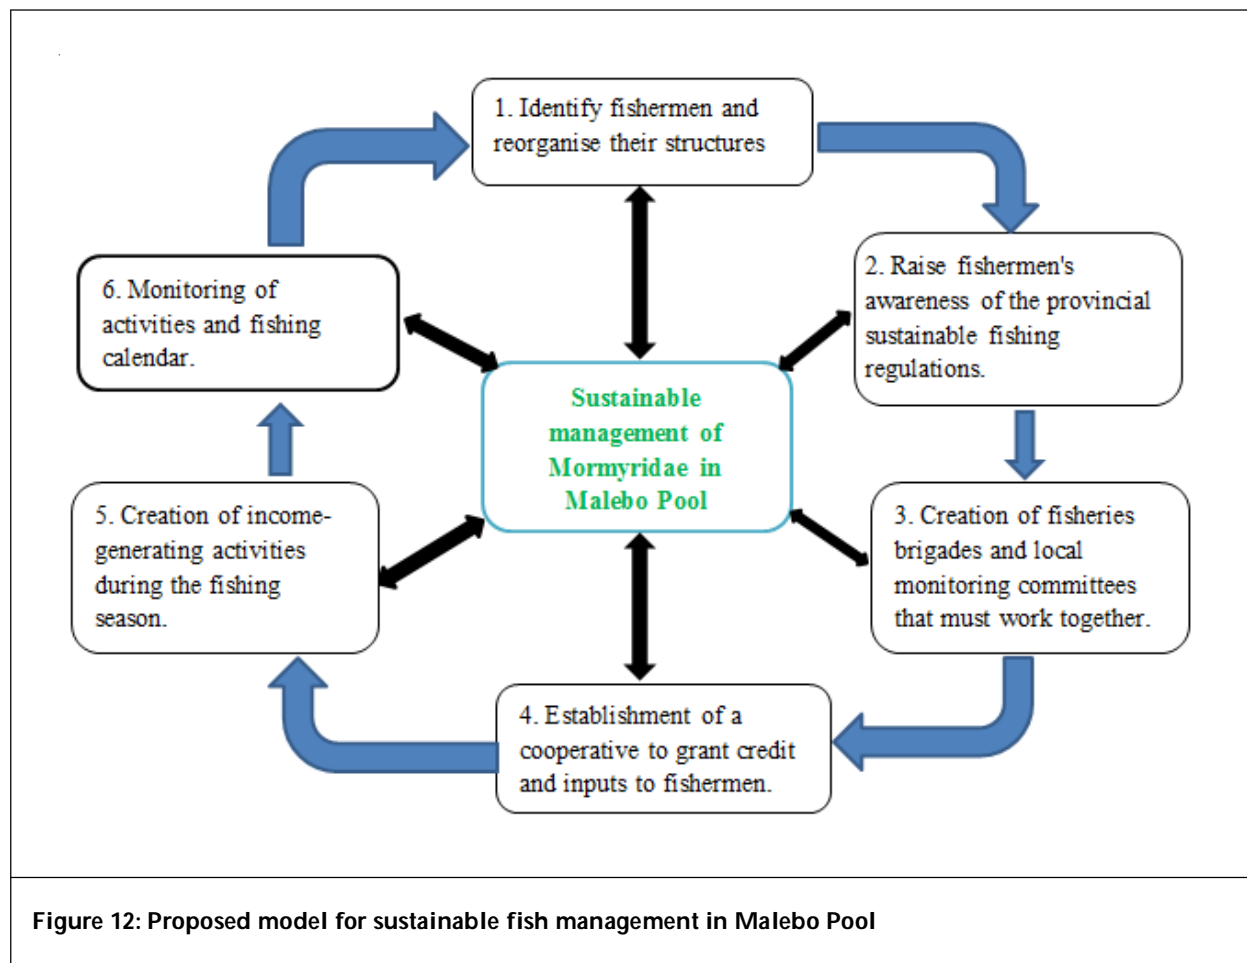 1. Identify fishermen and
reorganise their structures
2. Raise fishermen's
awareness of the provincial
sustainable fishing
regulations.
3. Creation of fisheries
brigades and local
monitoring committees
that must work together.
4. Establishment of a
cooperative to grant credit
and inputs to fishermen.
5. Creation of income-
generating activities
during the fishing
season.
6. Monitoring of
activities and fishing
calendar.
Sustainable
management of
Mormyridae in
Malebo Pool
Figure 12: Proposed model for sustainable fish management in Malebo Pool